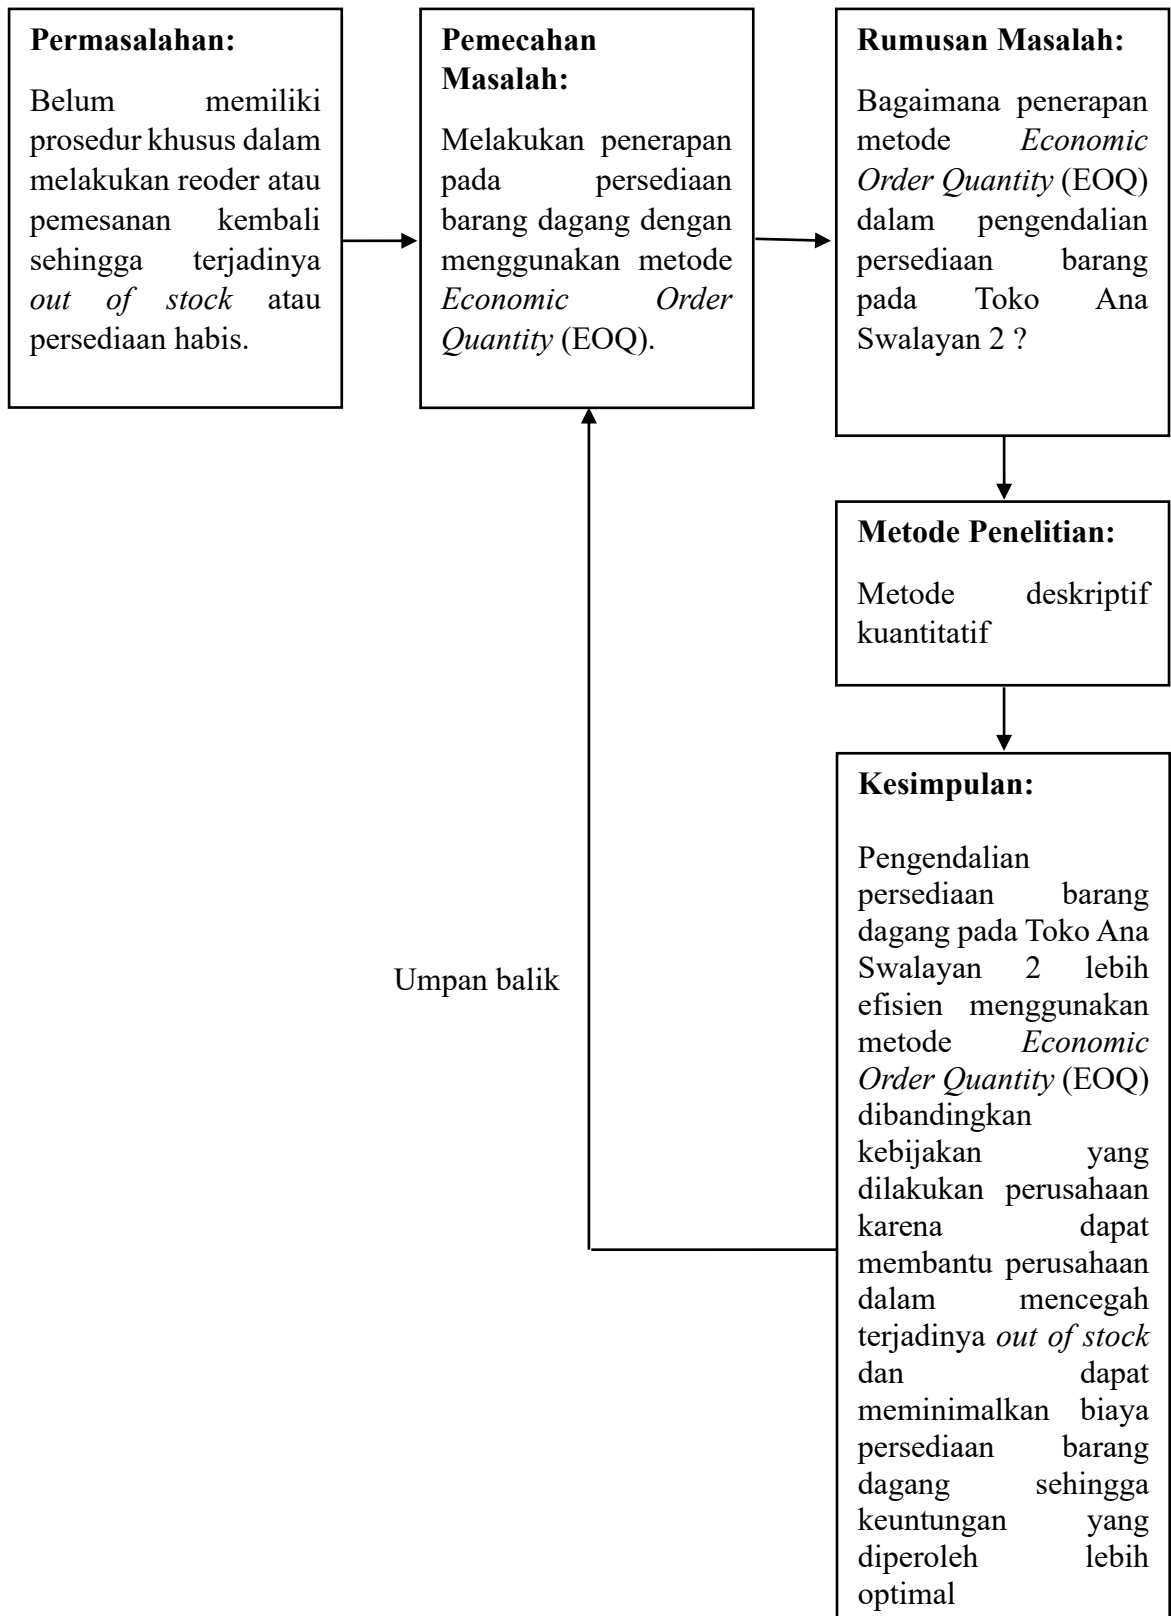 Permasalahan:
Belum memiliki
prosedur khusus dalam
melakukan reoder atau
pemesanan kembali
sehingga terjadinya
out of stock atau
persediaan habis.
Pemecahan
Masalah:
Melakukan penerapan
pada persediaan
barang dagang dengan
menggunakan metode
Economic Order
Quantity (EOQ).
Rumusan Masalah:
Bagaimana penerapan
metode Economic
Order Quantity (EOQ)
dalam pengendalian
persediaan barang
pada Toko Ana
Swalayan 2 ?
Metode Penelitian:
Metode deskriptif
kuantitatif
Kesimpulan:
Pengendalian
persediaan barang
dagang pada Toko Ana
Swalayan 2 lebih
efisien menggunakan
metode Economic
Order Quantity (EOQ)
dibandingkan
kebijakan yang
dilakukan perusahaan
karena dapat
membantu perusahaan
dalam mencegah
terjadinya out of stock
dan dapat
meminimalkan biaya
persediaan barang
dagang sehingga
keuntungan yang
diperoleh lebih
optimal
Umpan balik